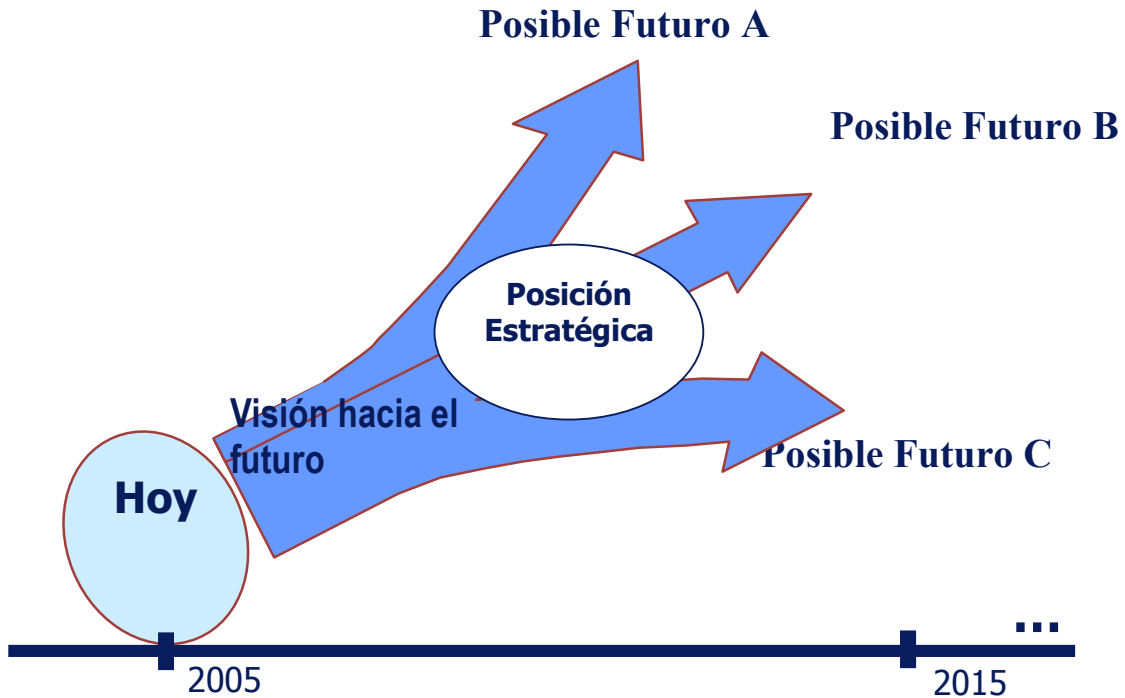 Posible Futuro A
Posible Futuro B
Posición
Estratégica
Visión hacia el
futuro
Posible Futuro C
Hoy
...
2005
2015